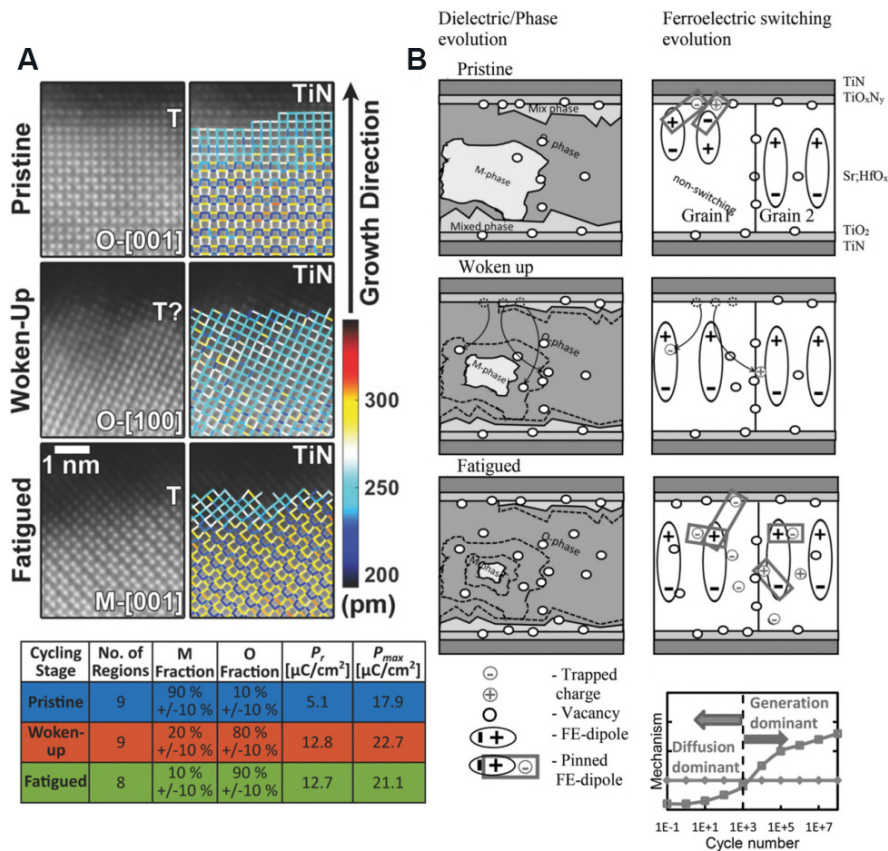 A
Pristine
T
O-[001]
TiN
Growth Direction
Woken-Up
T?
O-[100]
TiN
1 nm
Fatigued
T
M-[001]
TiN
300
250
200
(pm)
Cycling Stage No. of Regions M Fraction O Fraction Pr [μC/cm²] Pmax [μC/cm²]
Pristine 9 90 % +/-10 % 10 % +/-10 % 5.1 17.9
Woken-up 9 20 % +/-10 % 80 % +/-10 % 12.8 22.7
Fatigued 8 10 % +/-10 % 90 % +/-10 % 12.7 21.1
B
Dielectric/Phase
evolution
Ferroelectric switching
evolution
Pristine
Mix phase
phase
M-phase
Mixed phase
non-switching
Grain1
Grain 2
TiN
TiOxNy
Sr;HfOx
TiO2
TiN
Woken up
O-phase
M-phase
Fatigued
O-phase
M-phase
- Trapped
charge
- Vacancy
- FE-dipole
- Pinned
FE-dipole
Mechanism
Generation
dominant
Diffusion
dominant
1E-1 1E+1 1E+3 1E+5 1E+7
Cycle number